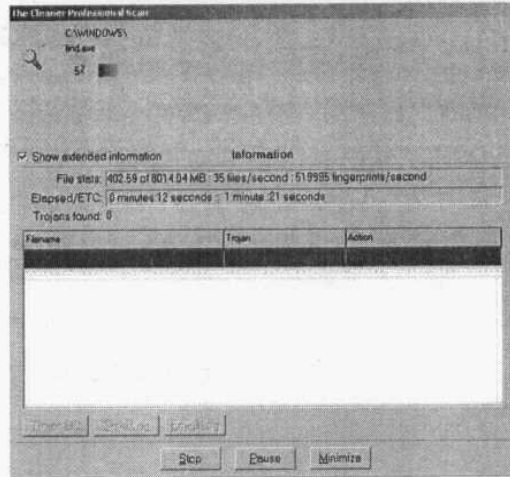 The Cleaner Professional Scan
C:\WINDOWS\
find.exe
Show extended information Information
File stats: 402.59 of 8014.04 MB : 35 files/second : 519985 fingerprints/second
Elapsed/ETC: 0 minutes:12 seconds :: 1 minute:21 seconds
Trojans found: 0
Filename Trojan Action
Stop Pause Minimize